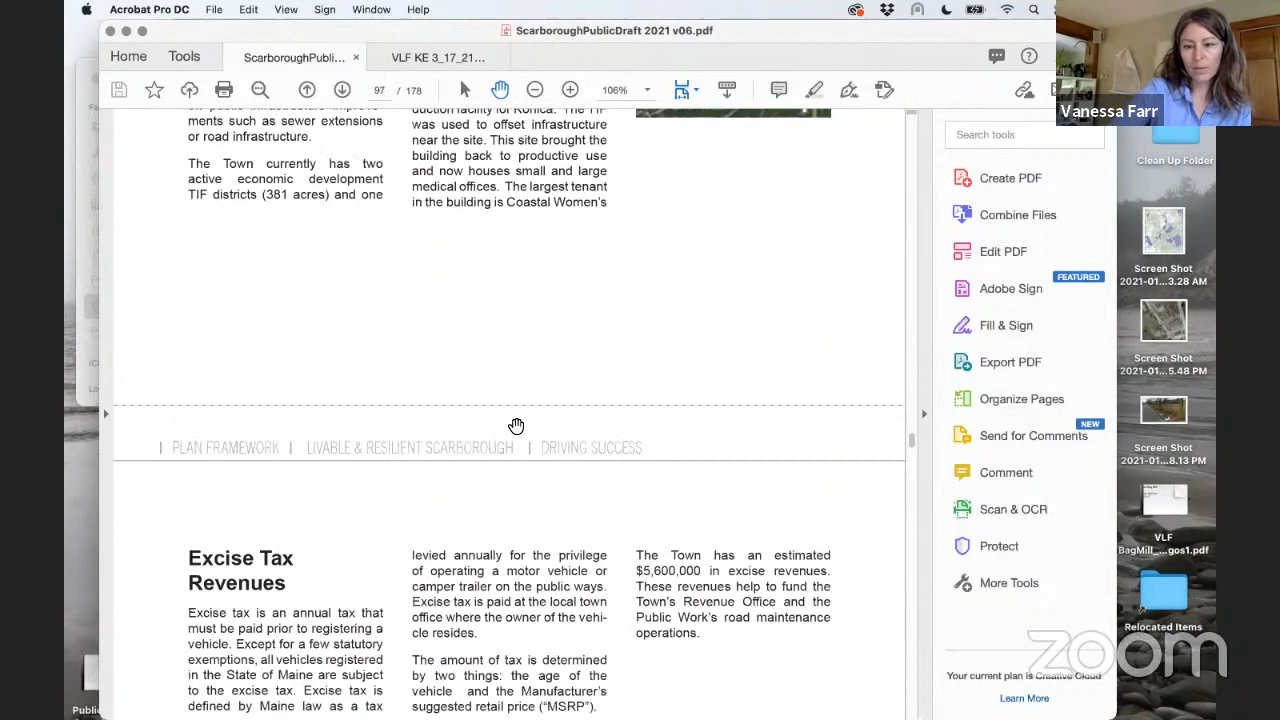 Acrobat Pro DC File Edit View Sign Window Help
ScarboroughPublicDraft 2021 v06.pdf
Home Tools ScarboroughPubli... × VLF KE 3_17_21...
97 / 178 106%
Vanessa Farr
ments such as sewer extensions
or road infrastructure.
The Town currently has two
active economic development
TIF districts (381 acres) and one
duction facility for Konica. The TIF
was used to offset infrastructure
near the site. This site brought the
building back to productive use
and now houses small and large
medical offices. The largest tenant
in the building is Coastal Women's
| PLAN FRAMEWORK | LIVABLE & RESILIENT SCARBOROUGH | DRIVING SUCCESS
Excise Tax
Revenues
Excise tax is an annual tax that
must be paid prior to registering a
vehicle. Except for a few statutory
exemptions, all vehicles registered
in the State of Maine are subject
to the excise tax. Excise tax is
defined by Maine law as a tax
levied annually for the privilege
of operating a motor vehicle or
camper trailer on the public ways.
Excise tax is paid at the local town
office where the owner of the vehi-
cle resides.
The amount of tax is determined
by two things: the age of the
vehicle and the Manufacturer's
suggested retail price ("MSRP").
The Town has an estimated
$5,600,000 in excise revenues.
These revenues help to fund the
Town's Revenue Office and the
Public Work's road maintenance
operations.
Search tools
Create PDF
Combine Files
Edit PDF
FEATURED
Adobe Sign
Fill & Sign
Export PDF
Organize Pages
NEW
Send for Comments
Comment
Scan & OCR
Protect
More Tools
Your current plan is Creative Cloud
Learn More
Clean Up Folder
Screen Shot
2021-01...3.28 AM
Screen Shot
2021-01...5.48 PM
Screen Shot
2021-01...8.13 PM
VLF
BagMill_...gos1.pdf
Relocated Items
zoom
Public